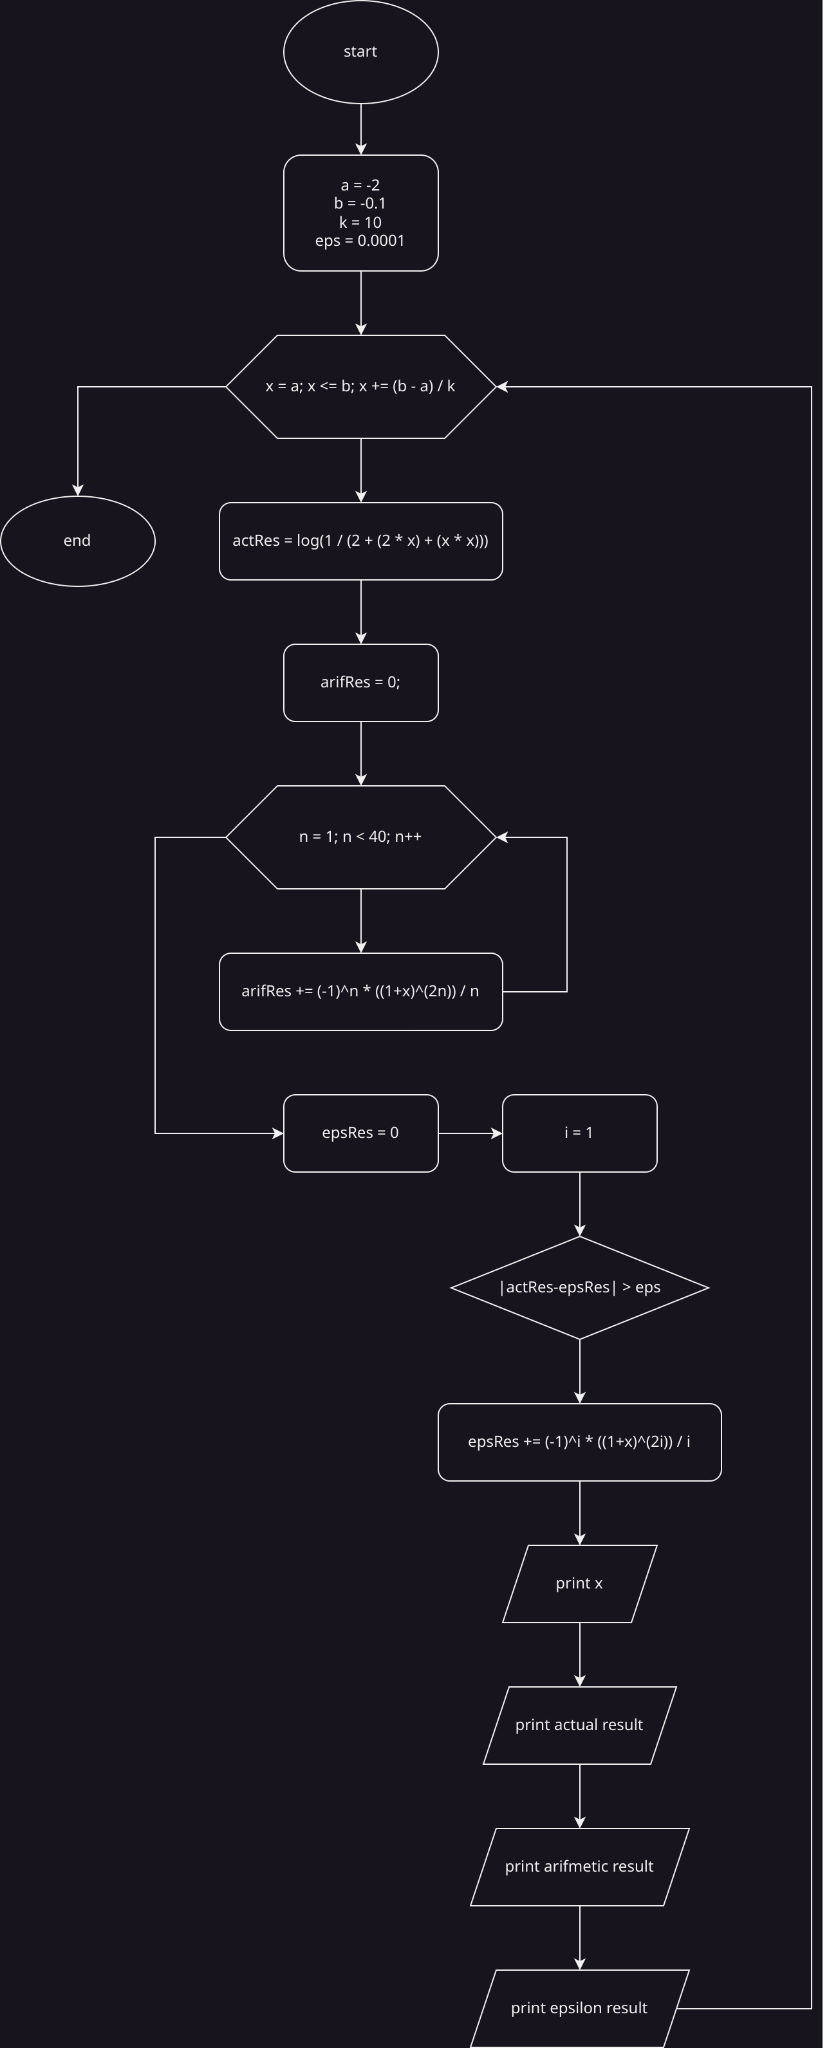 start
a = -2
b = -0.1
k = 10
eps = 0.0001
x = a; x <= b; x += (b - a) / k
end
actRes = log(1 / (2 + (2 * x) + (x * x)))
arifRes = 0;
n = 1; n < 40; n++
arifRes += (-1)^n * ((1+x)^(2n)) / n
epsRes = 0
i = 1
|actRes-epsRes| > eps
epsRes += (-1)^i * ((1+x)^(2i)) / i
print x
print actual result
print arifmetic result
print epsilon result